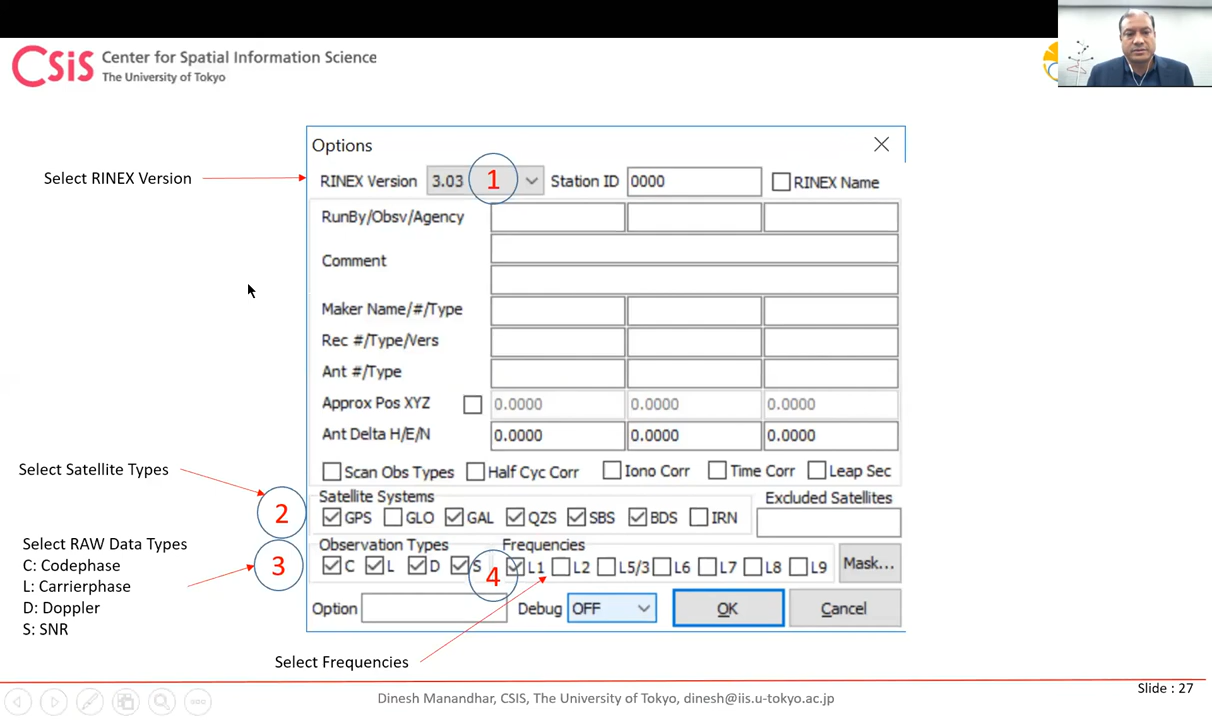 CSiS Center for Spatial Information Science
The University of Tokyo
Options
Select RINEX Version
RINEX Version 3.03 1 Station ID 0000 RINEX Name
RunBy/Obsv/Agency
Comment
Maker Name/#/Type
Rec #/Type/Vers
Ant #/Type
Approx Pos XYZ 0.0000 0.0000 0.0000
Ant Delta H/E/N 0.0000 0.0000 0.0000
Select Satellite Types
Scan Obs Types Half Cyc Corr Iono Corr Time Corr Leap Sec
Satellite Systems Excluded Satellites
2 GPS GLO GAL QZS SBS BDS IRN
Select RAW Data Types
C: Codephase
L: Carrierphase
D: Doppler
S: SNR
Observation Types Frequencies
3 C L D S 4 L1 L2 L5/3 L6 L7 L8 L9 Mask...
Option Debug OFF OK Cancel
Select Frequencies
Dinesh Manandhar, CSIS, The University of Tokyo, dinesh@iis.u-tokyo.ac.jp
Slide : 27